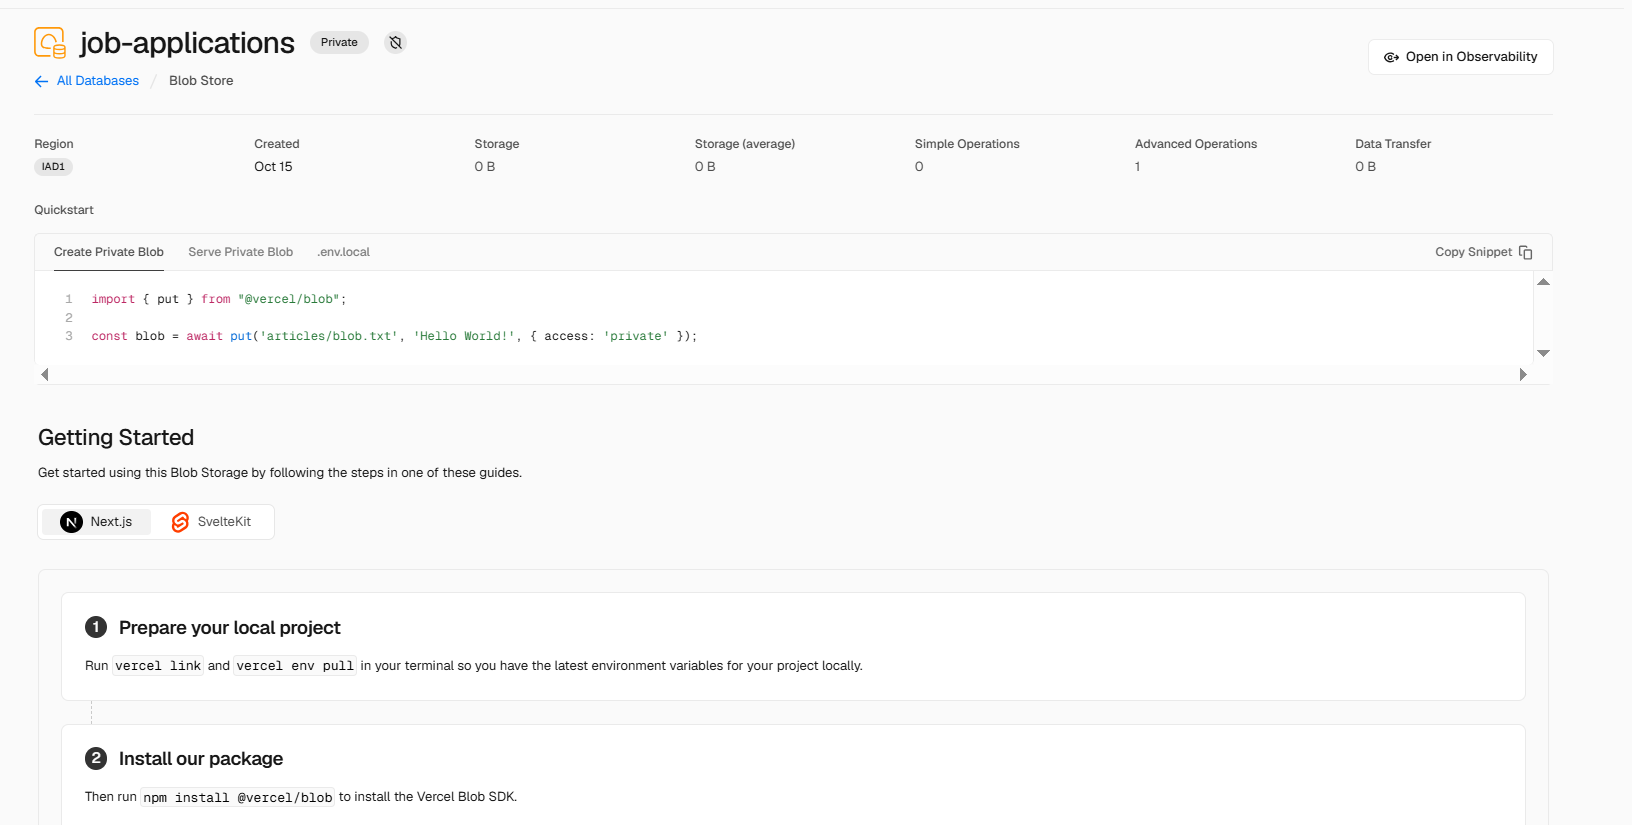 job-applications Private
Open in Observability
All Databases / Blob Store
Region Created Storage Storage (average) Simple Operations Advanced Operations Data Transfer
IAD1 Oct 15 0 B 0 B 0 1 0 B
Quickstart
Create Private Blob Serve Private Blob .env.local Copy Snippet
1 import { put } from "@vercel/blob";
2
3 const blob = await put('articles/blob.txt', 'Hello World!', { access: 'private' });
Getting Started
Get started using this Blob Storage by following the steps in one of these guides.
N Next.js SvelteKit
1 Prepare your local project
Run vercel link and vercel env pull in your terminal so you have the latest environment variables for your project locally.
2 Install our package
Then run npm install @vercel/blob to install the Vercel Blob SDK.